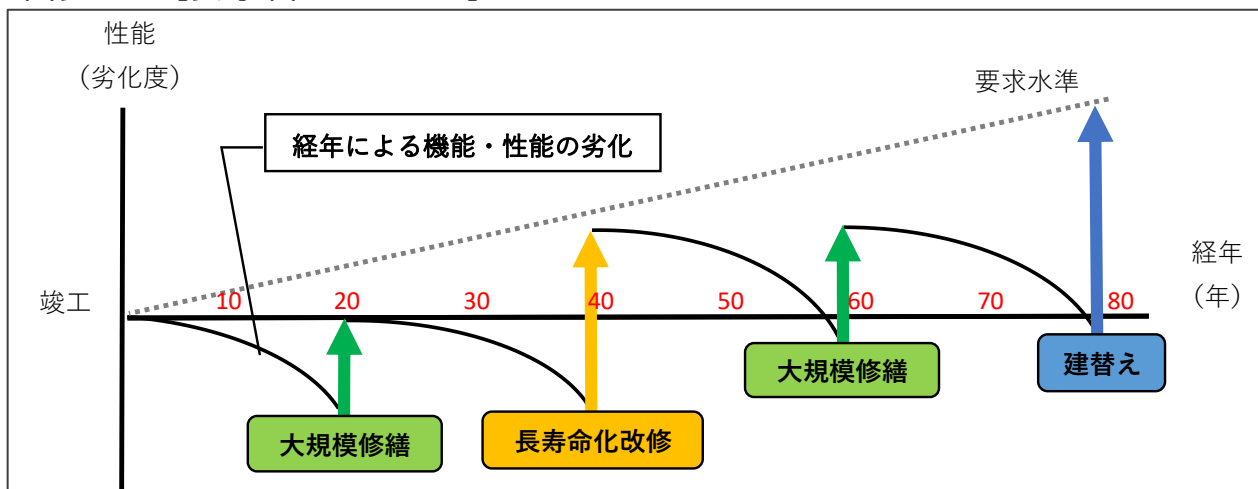 性能
（劣化度）
要求水準
経年による機能・性能の劣化
経年
（年）
竣工
10
20
30
40
50
60
70
80
大規模修繕
長寿命化改修
大規模修繕
建替え